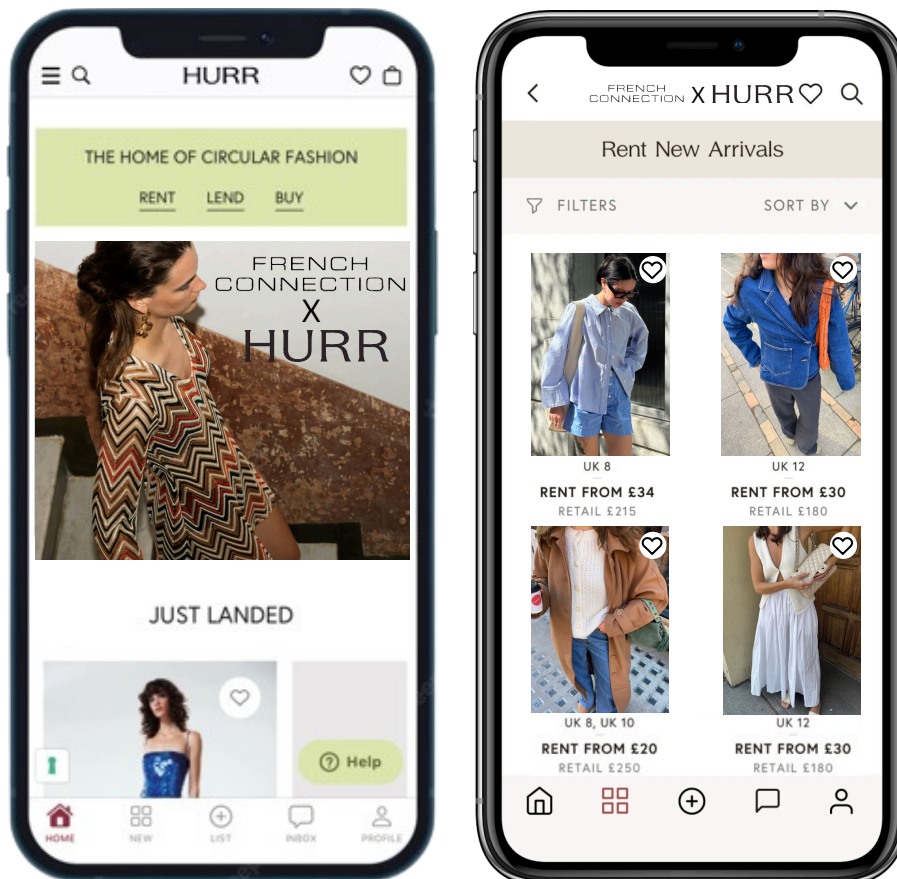 HURR
THE HOME OF CIRCULAR FASHION
RENT LEND BUY
FRENCH
CONNECTION
X
HURR
JUST LANDED
Help
HOME NEW LIST INBOX PROFILE
FRENCH
CONNECTION X HURR
Rent New Arrivals
FILTERS SORT BY
UK 8
RENT FROM £34
RETAIL £215
UK 12
RENT FROM £30
RETAIL £180
UK 8, UK 10
RENT FROM £20
RETAIL £250
UK 12
RENT FROM £30
RETAIL £180